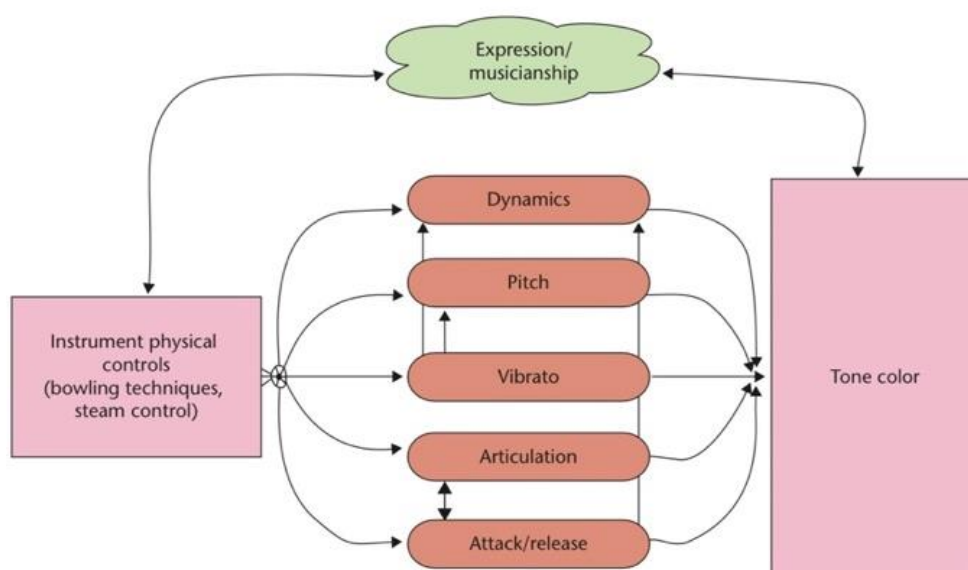 Expression/
musicianship
Dynamics
Pitch
Instrument physical
controls
(bowling techniques,
steam control)
Vibrato
Tone color
Articulation
Attack/release